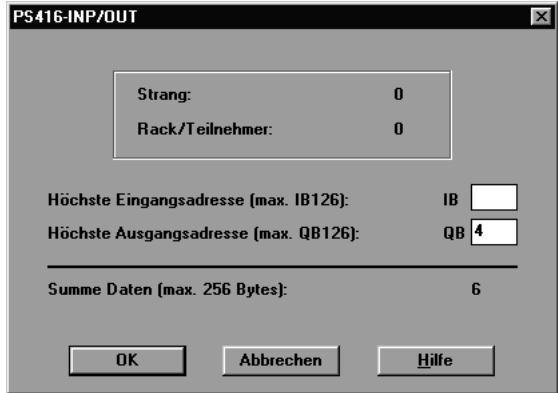 PS416-INP/OUT
Strang: 0
Rack/Teilnehmer: 0
Höchste Eingangsadresse (max. IB126): IB
Höchste Ausgangsadresse (max. QB126): QB 4
Summe Daten (max. 256 Bytes): 6
OK Abbrechen Hilfe